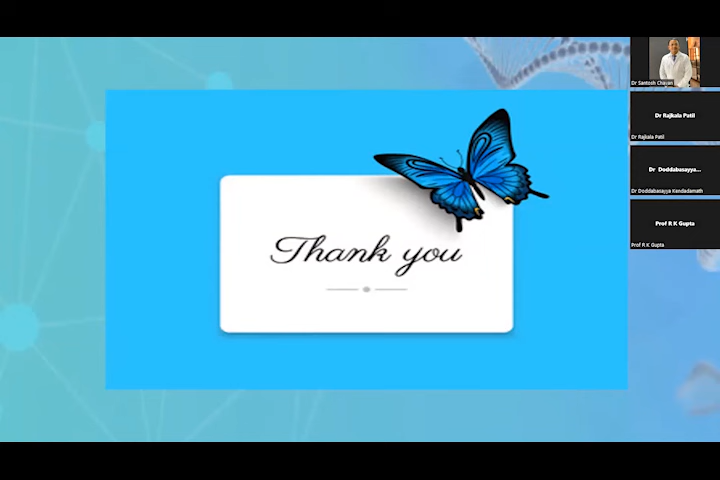 Thank you
Dr Santosh Chavan
Dr Rajkala Patil
Dr Rajkala Patil
Dr Doddabasayya...
Dr Doddabasayya Kendadamath
Prof R K Gupta
Prof R K Gupta